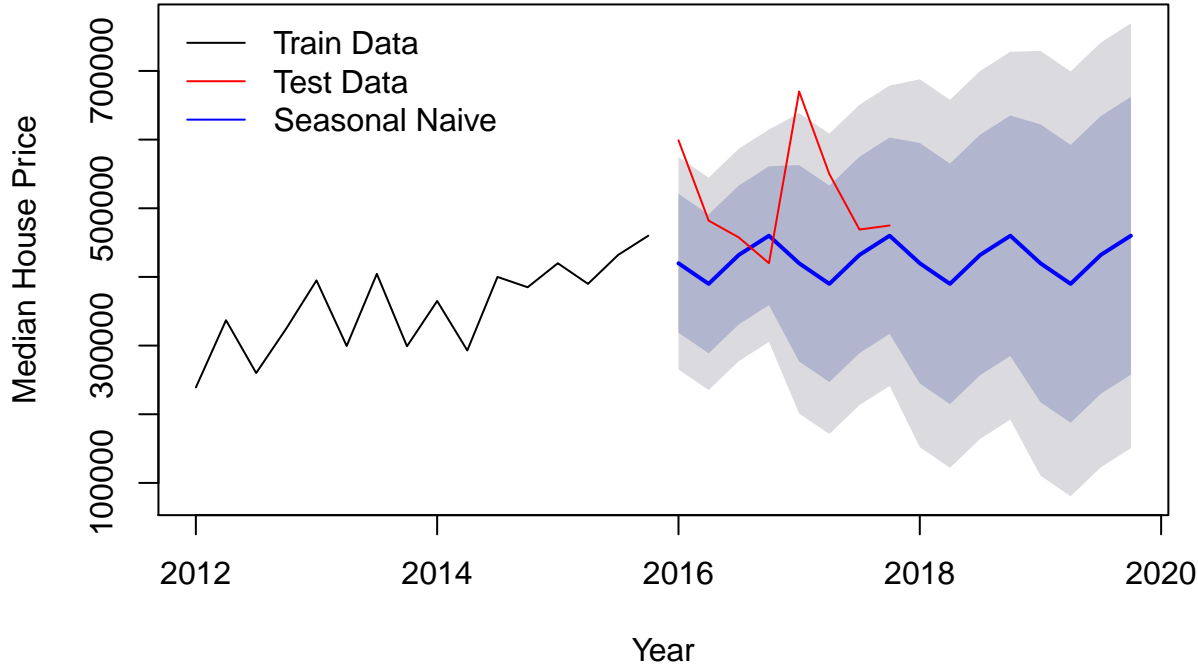 Train Data
Test Data
Seasonal Naive
Median House Price
700000
500000
300000
100000
2012 2014 2016 2018 2020
Year